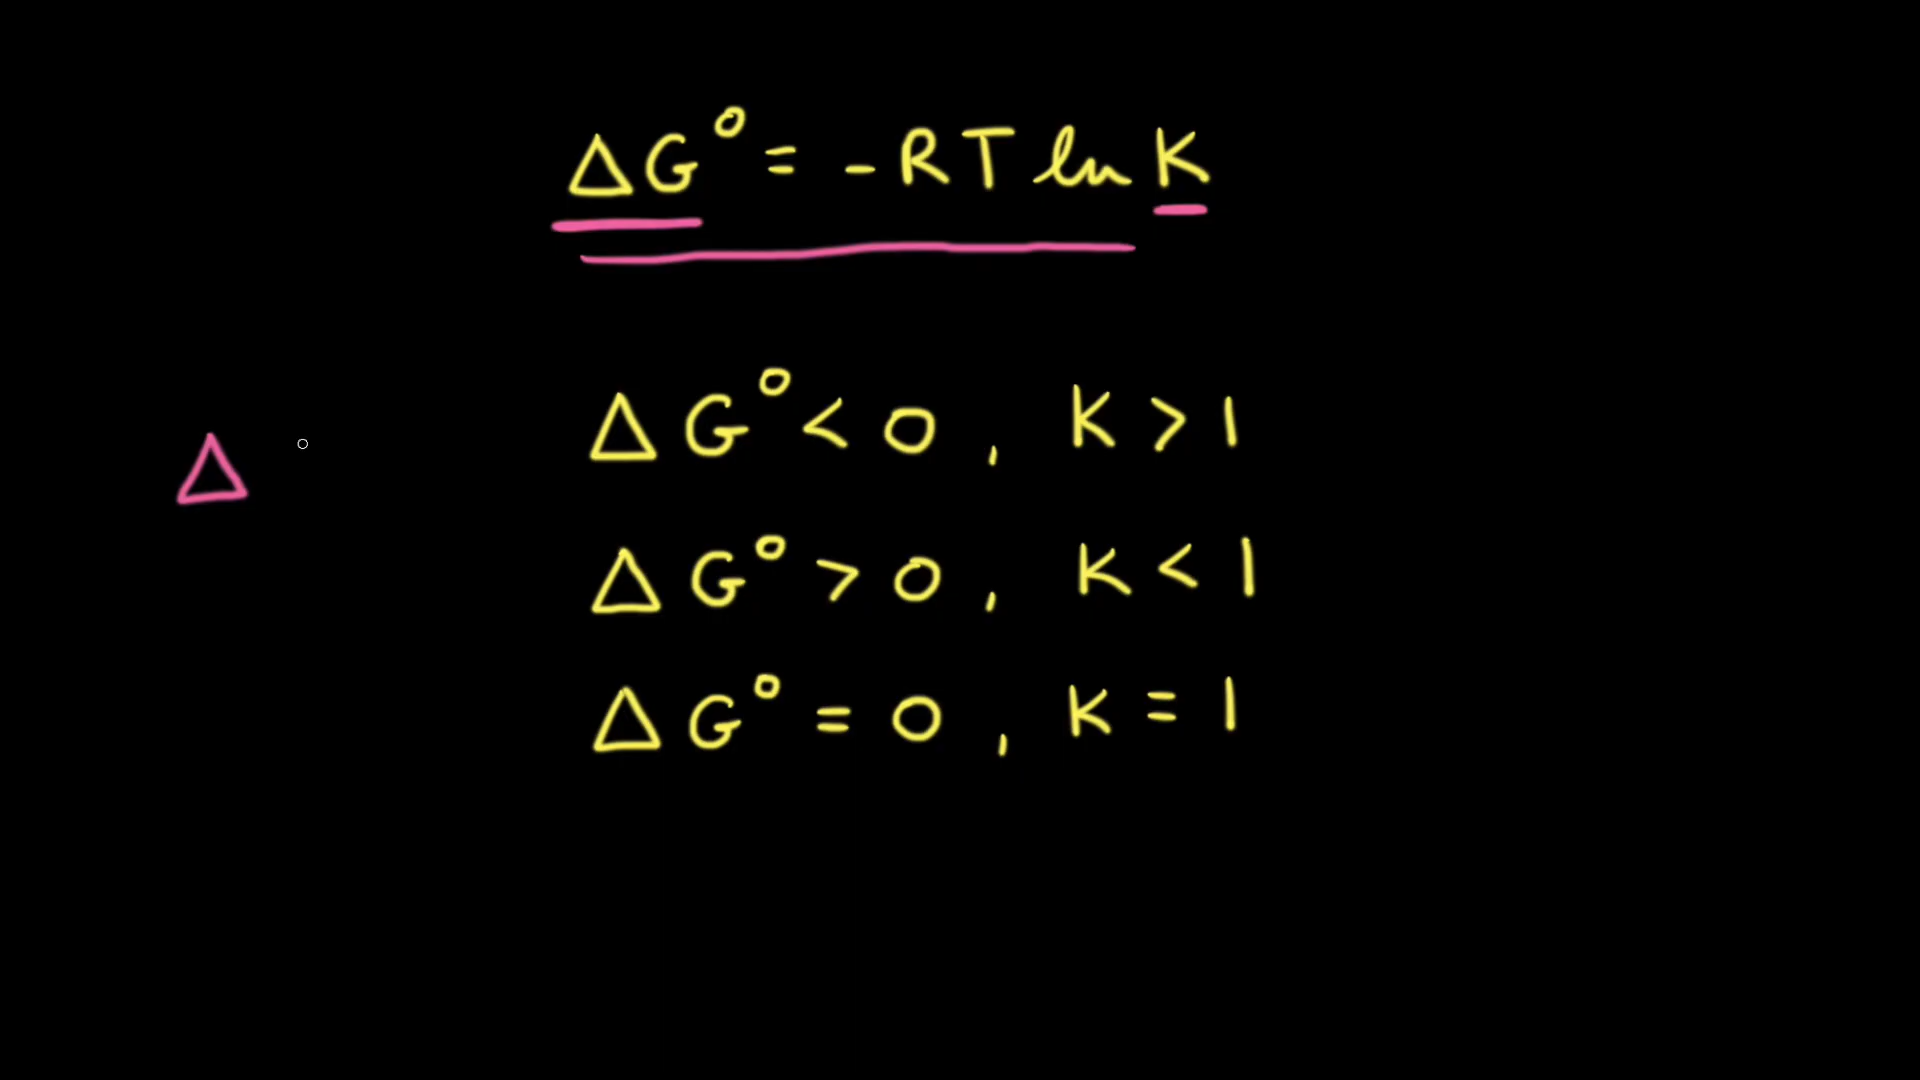 ΔG° = -RT ln K
ΔG° < 0, K > 1
Δ
ΔG° > 0, K < 1
ΔG° = 0, K = 1